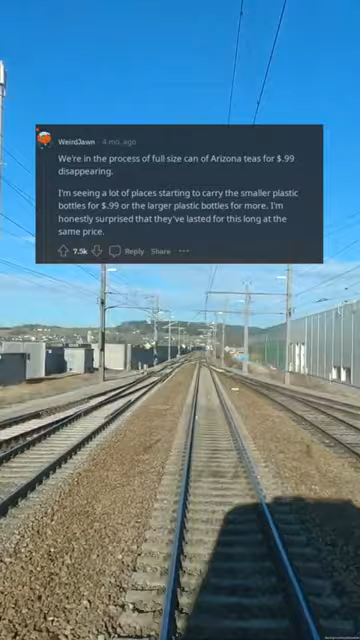 WeirdJawn · 4 mo. ago
We're in the process of full size can of Arizona teas for $.99
disappearing.
I'm seeing a lot of places starting to carry the smaller plastic
bottles for $.99 or the larger plastic bottles for more. I'm
honestly surprised that they've lasted for this long at the
same price.
7.5k Reply Share ···